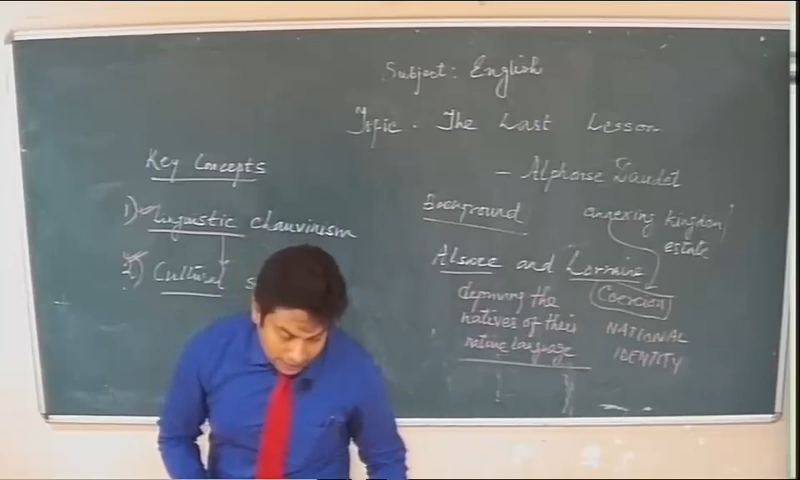 Subject: English
Topic - The Last Lesson
- Alphonse Daudet
Key Concepts
1) Linguistic chauvinism
2) Cultural
Background
annexing kingdom/
estate
Alsace and Lorraine
depriving the
natives of their
native language
Coercion
NATIONAL
IDENTITY